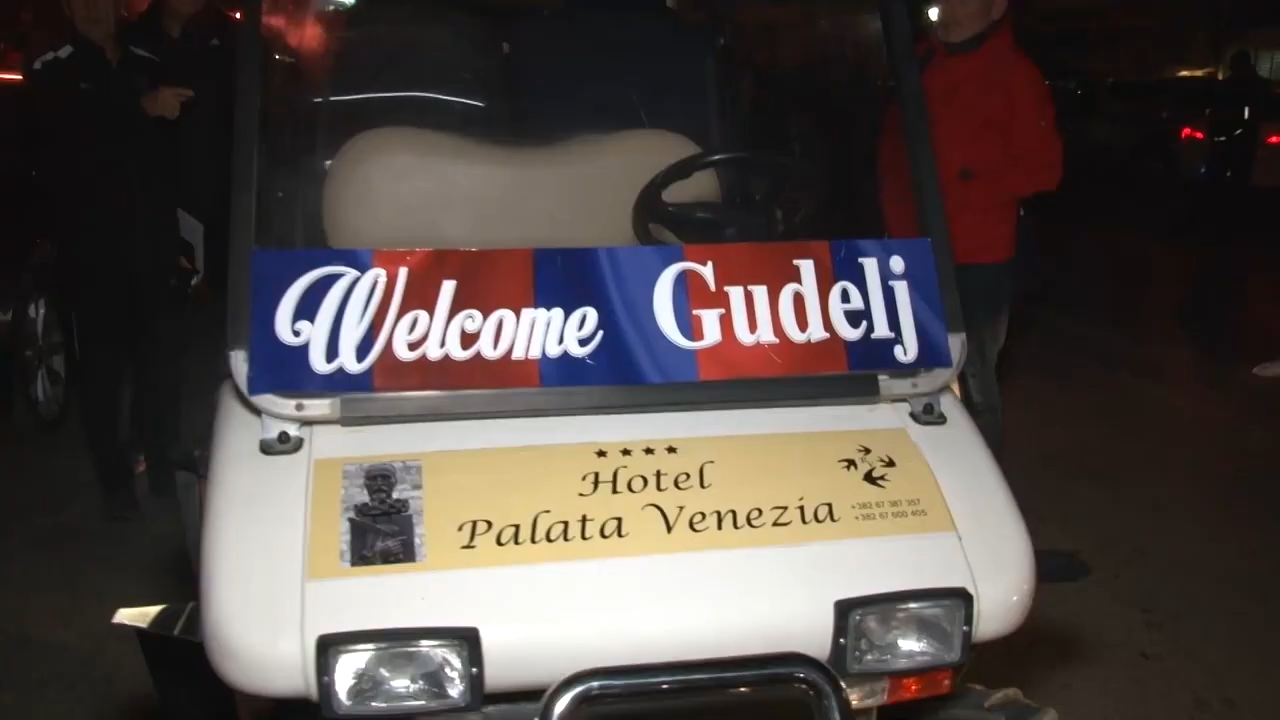 Welcome Gudelj
Hotel
Palata Venezia
+382 67 387 357
+382 67 600 405